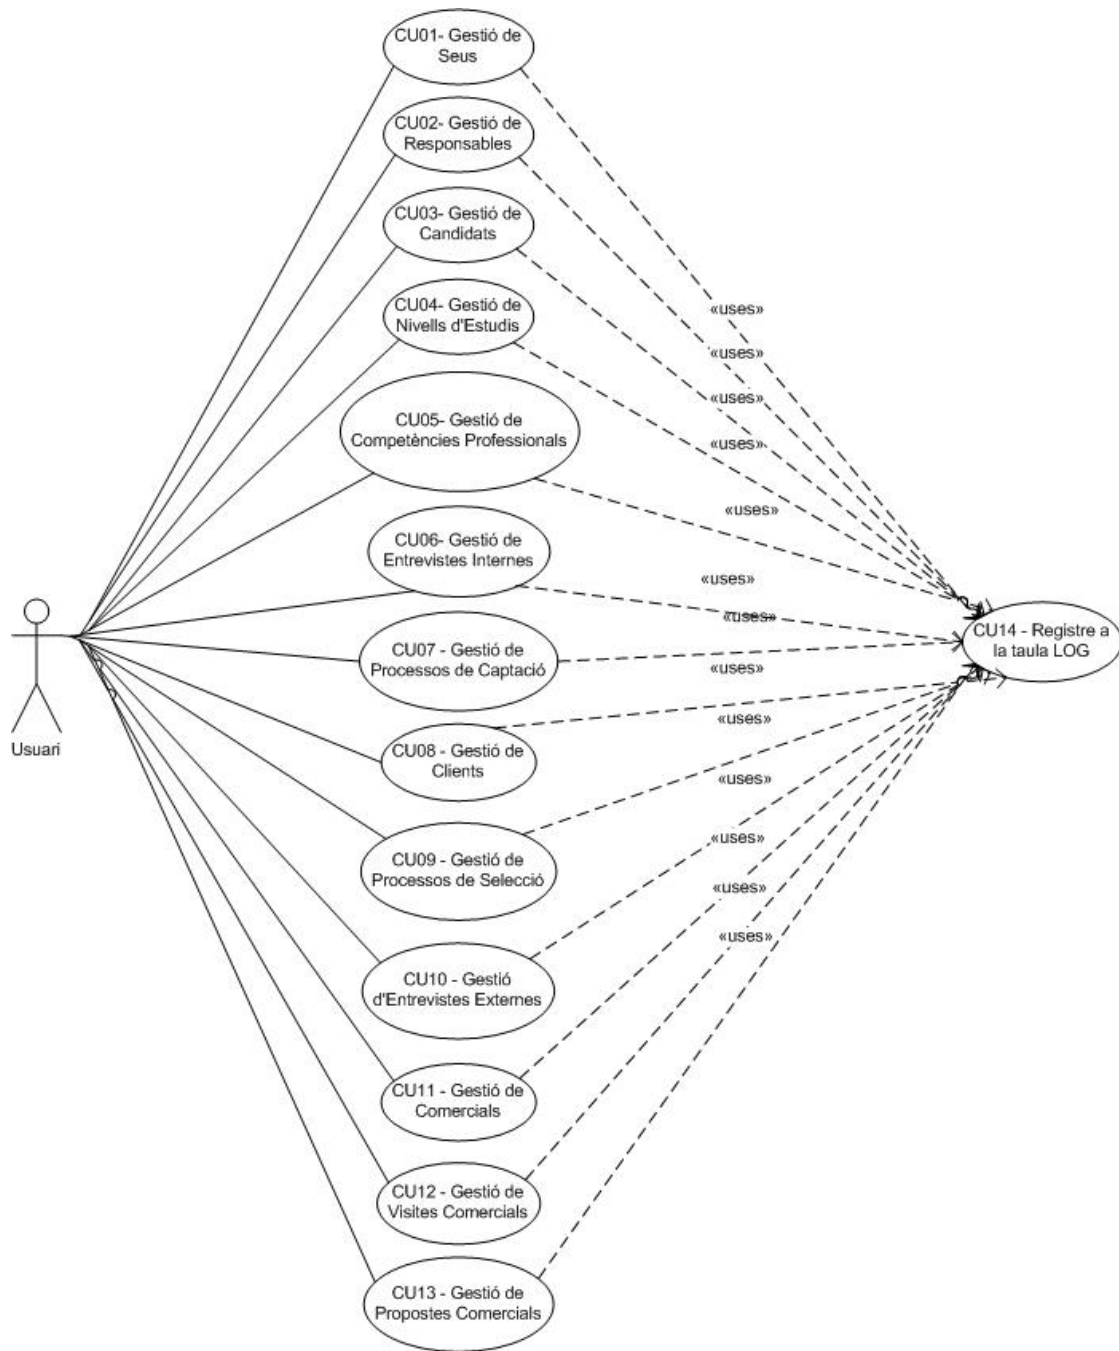 CU01- Gestió de
Seus
CU02- Gestió de
Responsables
CU03- Gestió de
Candidats
CU04- Gestió de
Nivells d'Estudis
CU05- Gestió de
Competències Professionals
CU06- Gestió de
Entrevistes Internes
CU07 - Gestió de
Processos de Captació
CU08 - Gestió de
Clients
CU09 - Gestió de
Processos de Selecció
CU10 - Gestió
d'Entrevistes Externes
CU11 - Gestió de
Comercials
CU12 - Gestió de
Visites Comercials
CU13 - Gestió de
Propostes Comercials
Usuari
«uses»
«uses»
«uses»
«uses»
«uses»
«uses»
«uses»
«uses»
«uses»
«uses»
«uses»
«uses»
«uses»
CU14 - Registre a
la taula LOG